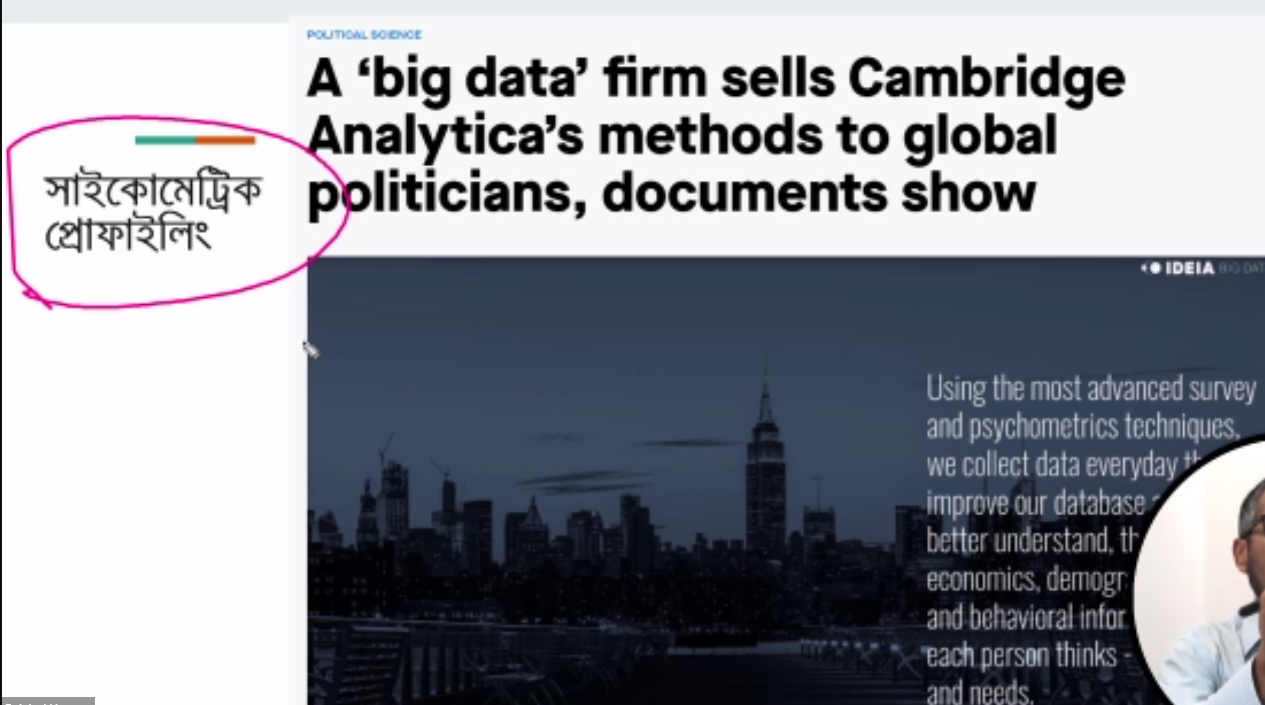 POLITICAL SCIENCE
A ‘big data’ firm sells Cambridge
Analytica’s methods to global
politicians, documents show
সাইকোমেট্রিক
প্রোফাইলিং
IDEIA BIG DAT
Using the most advanced survey
and psychometrics techniques,
we collect data everyday
improve our database
better understand,
economics,
and behavioral
each person thinks -
and needs.